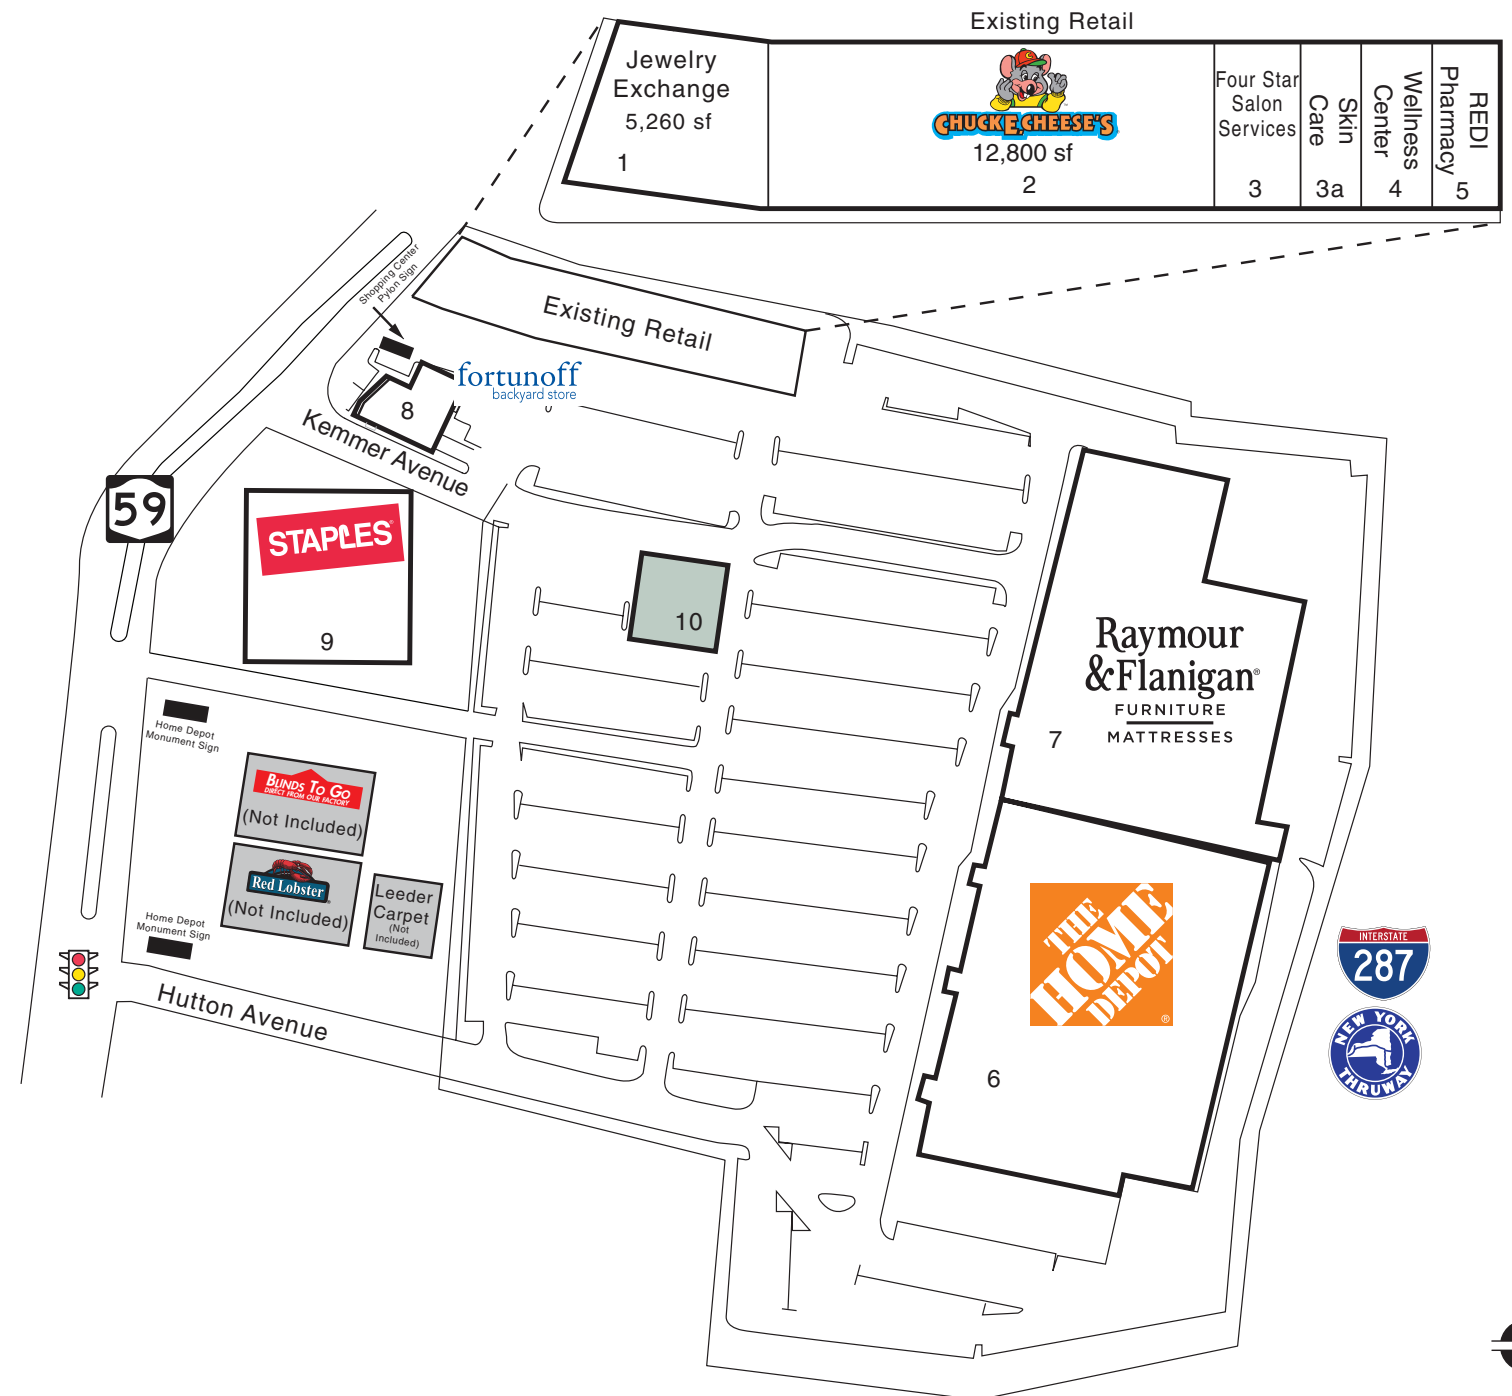 Existing Retail
Jewelry
Exchange
5,260 sf
1
CHUCK E. CHEESE'S
12,800 sf
2
Four Star
Salon
Services
3
Skin
Care
3a
Wellness
Center
4
REDI
Pharmacy
5
Shopping Center
Pylon Sign
Existing Retail
fortunoff
backyard store
8
Kemmer Avenue
59
STAPLES
9
10
Raymour
&Flanigan®
FURNITURE
MATTRESSES
7
Home Depot
Monument Sign
BLINDS TO GO
DIRECT FROM OUR FACTORY
(Not Included)
Red Lobster
(Not Included)
Leeder
Carpet
(Not
Included)
Home Depot
Monument Sign
Hutton Avenue
THE
HOME
DEPOT
®
6
INTERSTATE
287
NEW YORK
THRUWAY